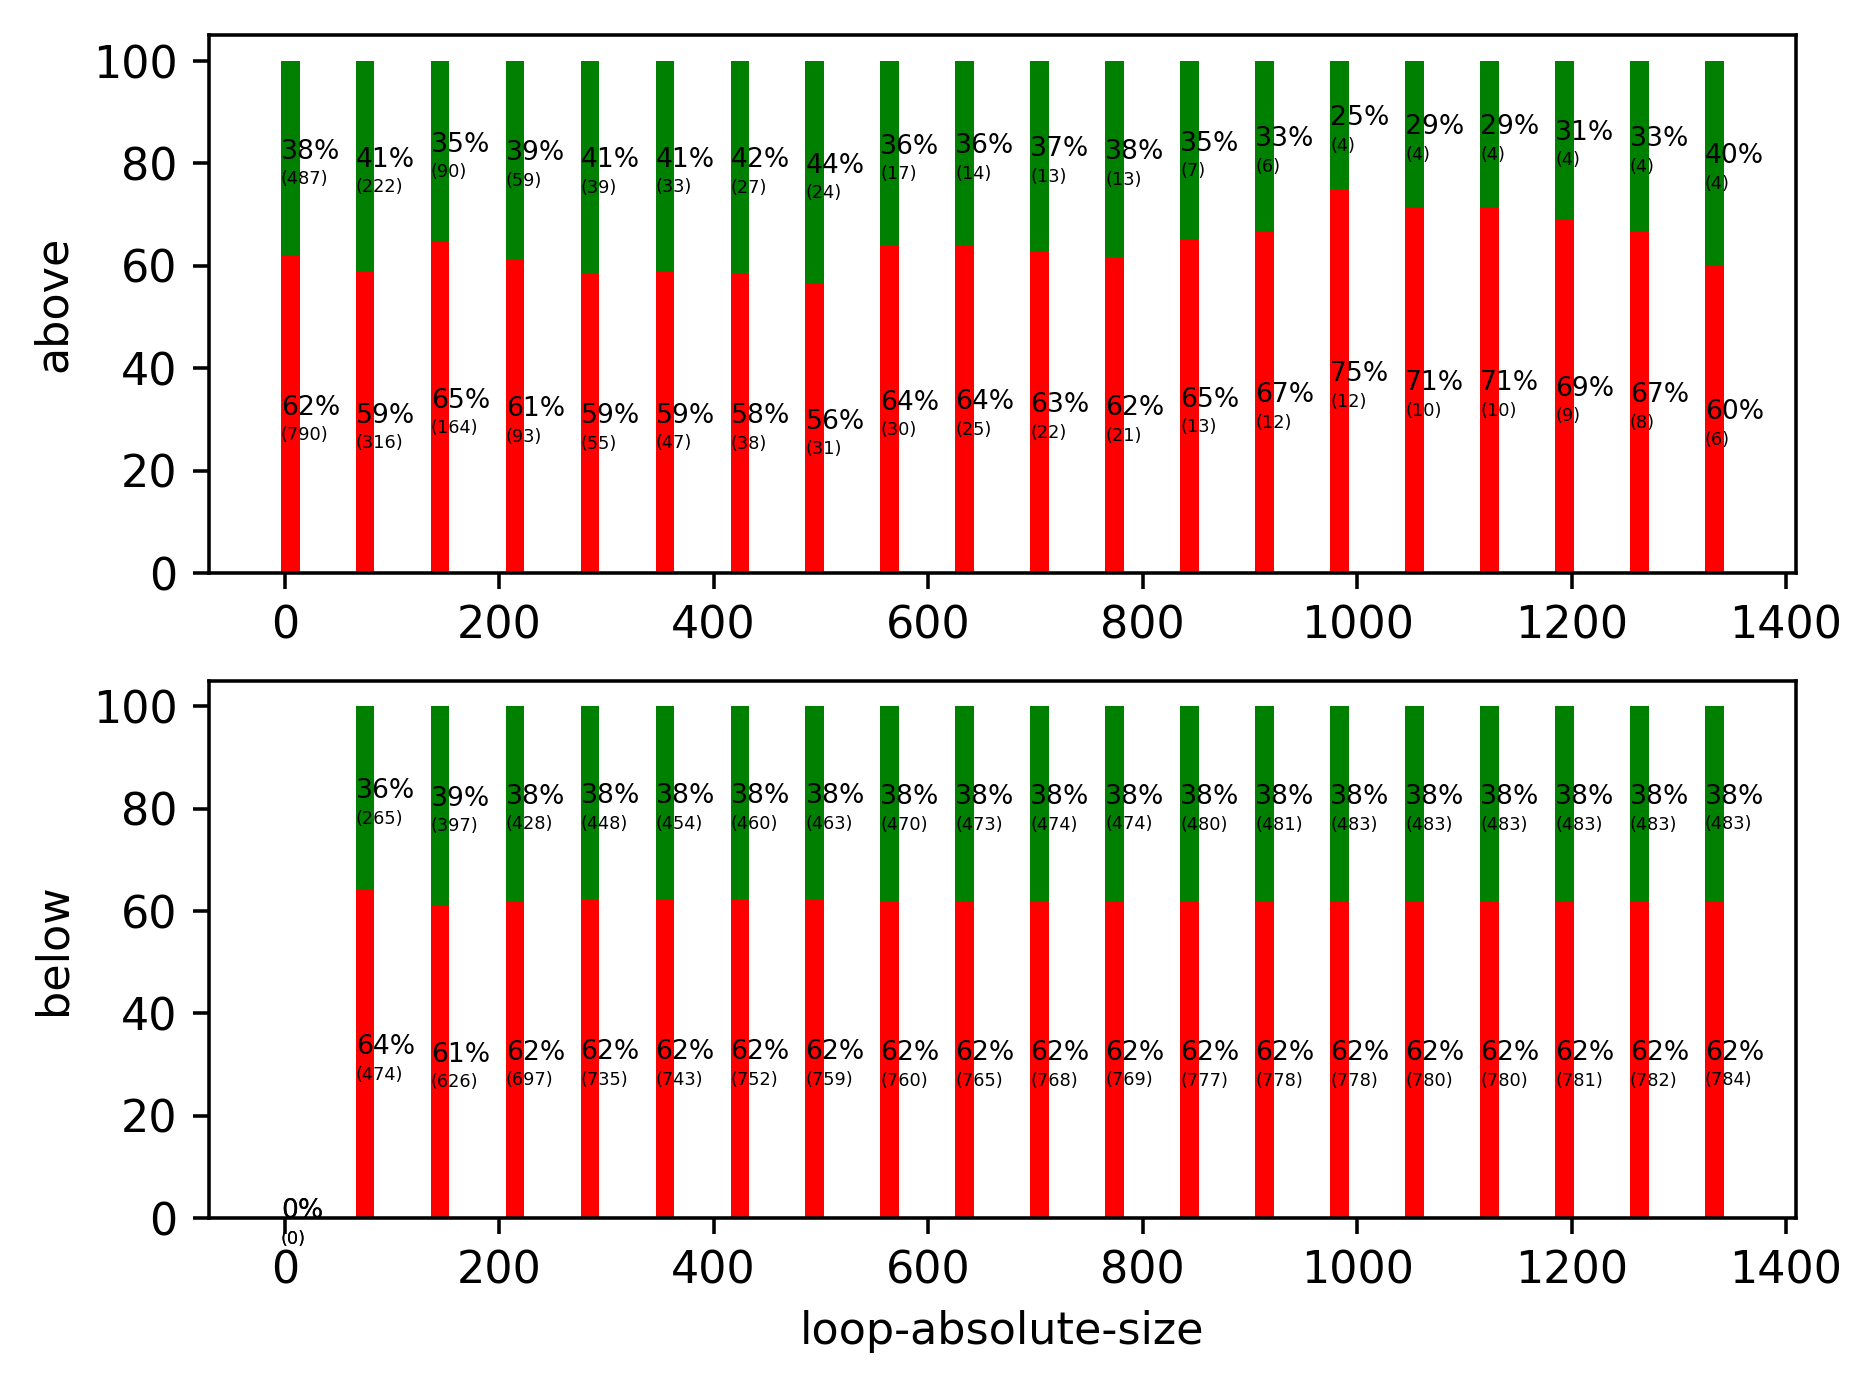 above
100
80
60
40
20
0
38% 41% 35% 39% 41% 41% 42% 44% 36% 36% 37% 38% 35% 33% 25% 29% 29% 31% 33% 40%
(487) (222) (90) (59) (39) (33) (27) (24) (17) (14) (13) (13) (7) (6) (4) (4) (4) (4) (4) (4)
62% 59% 65% 61% 59% 59% 58% 56% 64% 64% 63% 62% 65% 67% 75% 71% 71% 69% 67% 60%
(790) (316) (164) (93) (55) (47) (38) (31) (30) (25) (22) (21) (13) (12) (12) (10) (10) (9) (8) (6)
0 200 400 600 800 1000 1200 1400
below
100
80
60
40
20
0
36% 39% 38% 38% 38% 38% 38% 38% 38% 38% 38% 38% 38% 38% 38% 38% 38% 38% 38%
(265) (397) (428) (448) (454) (460) (463) (470) (473) (474) (474) (480) (481) (483) (483) (483) (483) (483) (483)
64% 61% 62% 62% 62% 62% 62% 62% 62% 62% 62% 62% 62% 62% 62% 62% 62% 62% 62%
(474) (626) (697) (735) (743) (752) (759) (760) (765) (768) (769) (777) (778) (778) (780) (780) (781) (782) (784)
0%
(0)
0 200 400 600 800 1000 1200 1400
loop-absolute-size